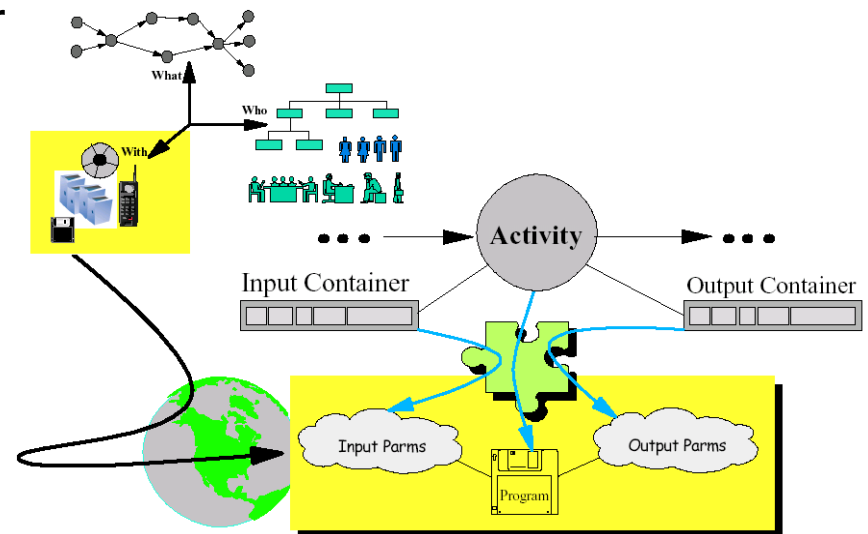 What
Who
With
Activity
Input Container
Output Container
Input Parms
Output Parms
Program